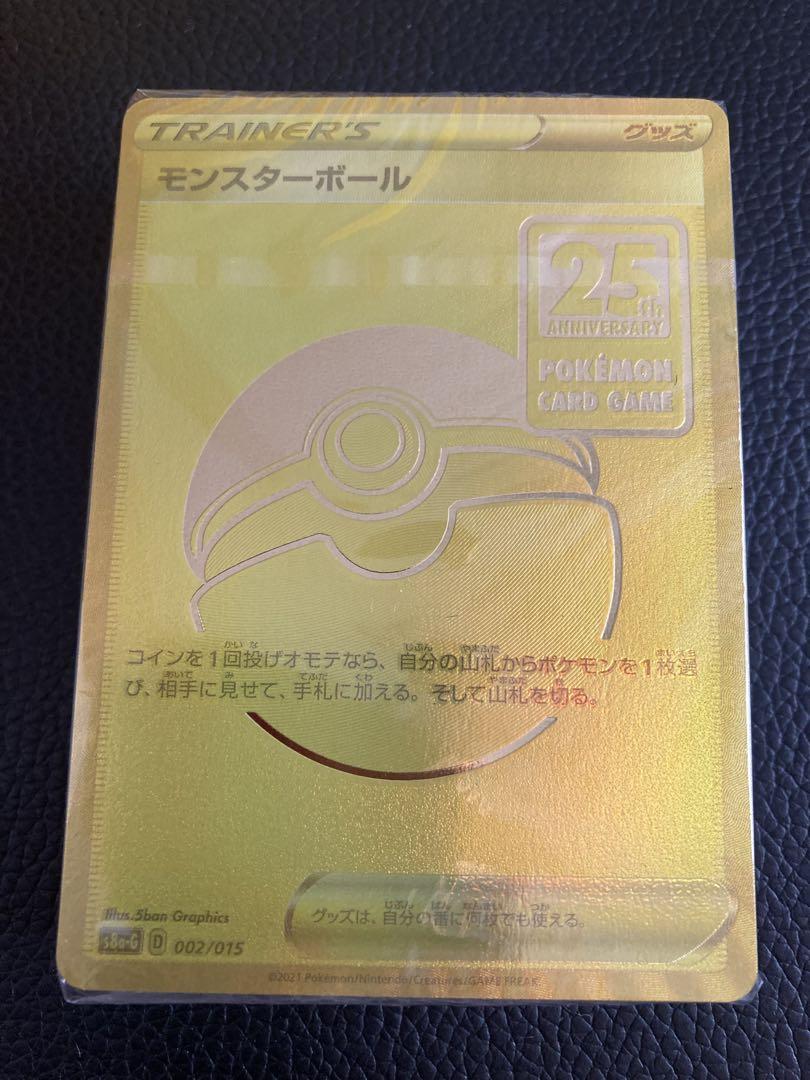 TRAINER'S
グッズ
モンスターボール
25th
ANNIVERSARY
POKÉMON
CARD GAME
コインを1回投げオモテなら、自分の山札からポケモンを1枚選
び、相手に見せて、手札に加える。そして山札を切る。
Illus.5ban Graphics
グッズは、自分の番に何枚でも使える。
s8a-G D 002/015
©2021 Pokémon/Nintendo/Creatures/GAME FREAK